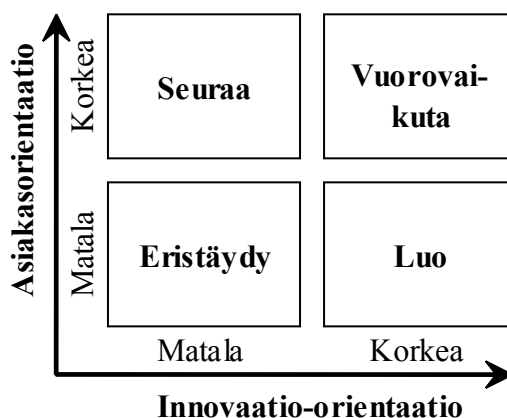 Asiakasorientaatio
Korkea
Seuraa
Vuorovai-
kuta
Matala
Eristäydy
Luo
Matala
Korkea
Innovaatio-orientaatio